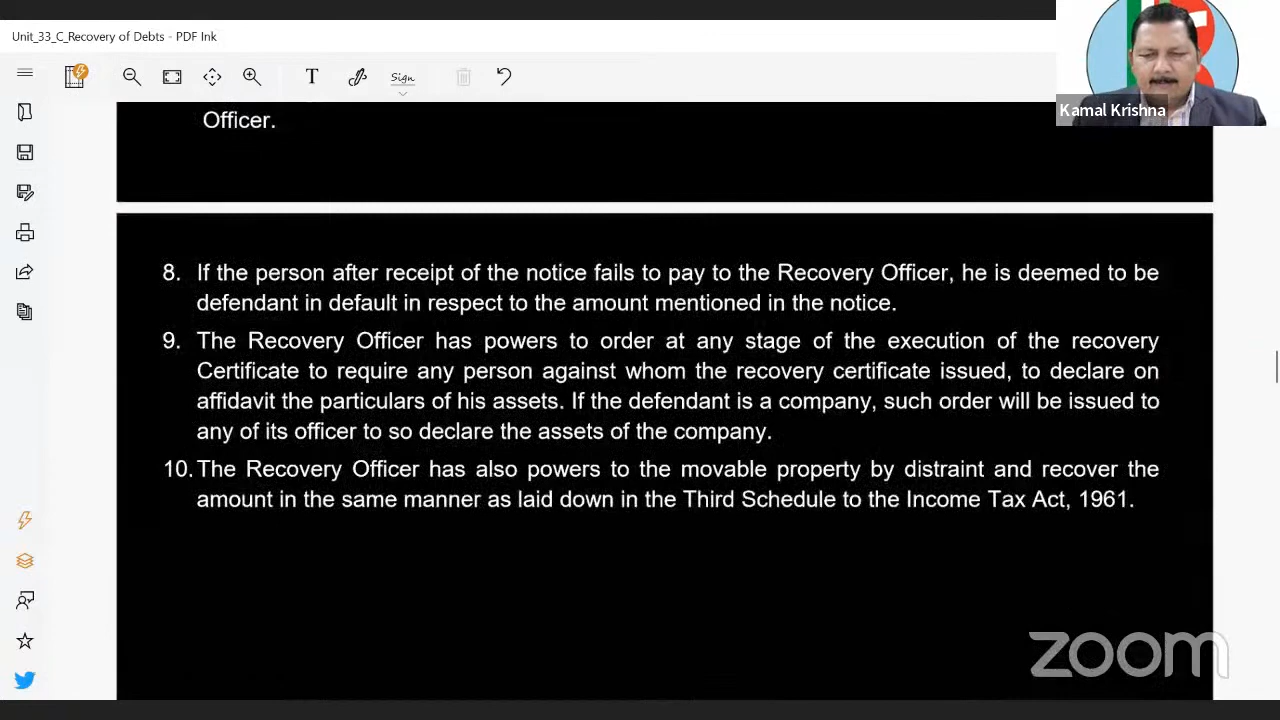 Unit_33_C_Recovery of Debts - PDF Ink
T
Sign
Kamal Krishna
Officer.
8. If the person after receipt of the notice fails to pay to the Recovery Officer, he is deemed to be
defendant in default in respect to the amount mentioned in the notice.
9. The Recovery Officer has powers to order at any stage of the execution of the recovery
Certificate to require any person against whom the recovery certificate issued, to declare on
affidavit the particulars of his assets. If the defendant is a company, such order will be issued to
any of its officer to so declare the assets of the company.
10. The Recovery Officer has also powers to the movable property by distraint and recover the
amount in the same manner as laid down in the Third Schedule to the Income Tax Act, 1961.
zoom